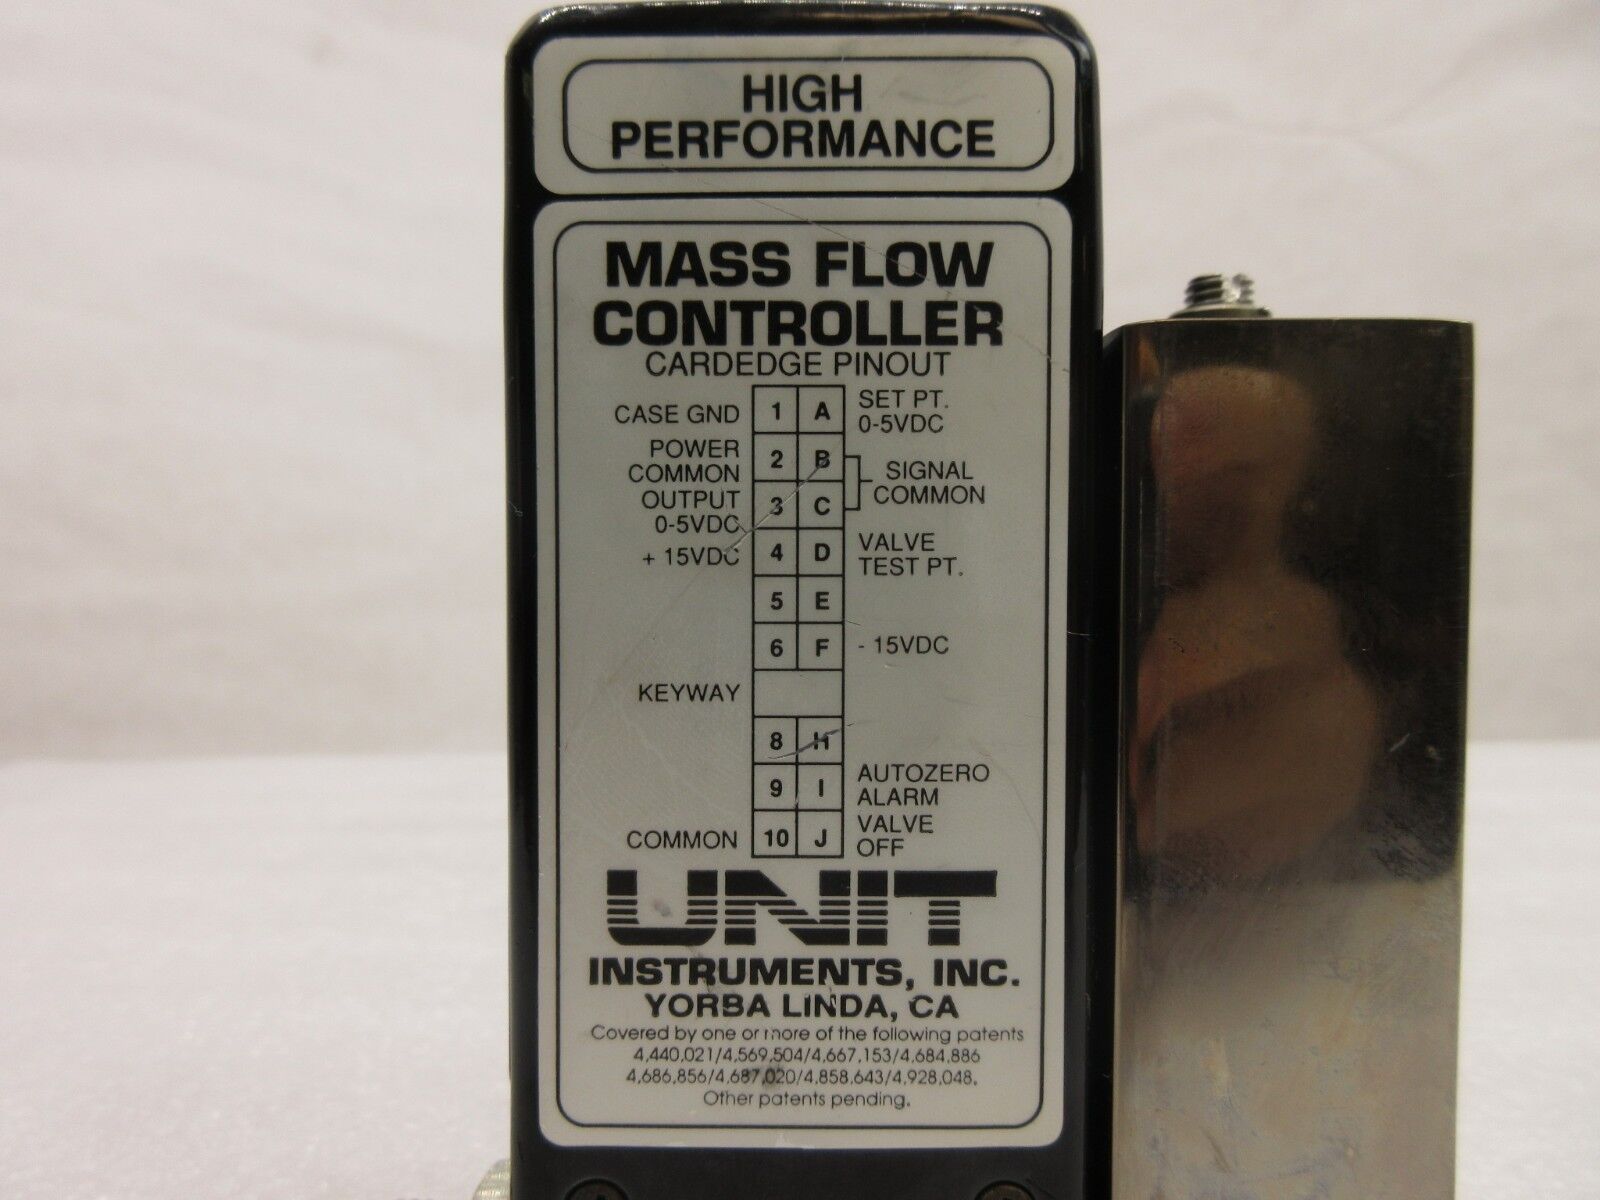 HIGH
PERFORMANCE
MASS FLOW
CONTROLLER
CARDEDGE PINOUT
CASE GND 1 A SET PT.
0-5VDC
POWER
COMMON 2 B
SIGNAL
COMMON
OUTPUT
0-5VDC 3 C
+ 15VDC 4 D VALVE
TEST PT.
5 E
6 F - 15VDC
KEYWAY
8 H
9 I AUTOZERO
ALARM
COMMON 10 J VALVE
OFF
UNIT
INSTRUMENTS, INC.
YORBA LINDA, CA
Covered by one or more of the following patents
4,440,021/4,569,504/4,667,153/4,684,886
4,686,856/4,687,020/4,858,643/4,928,048.
Other patents pending.